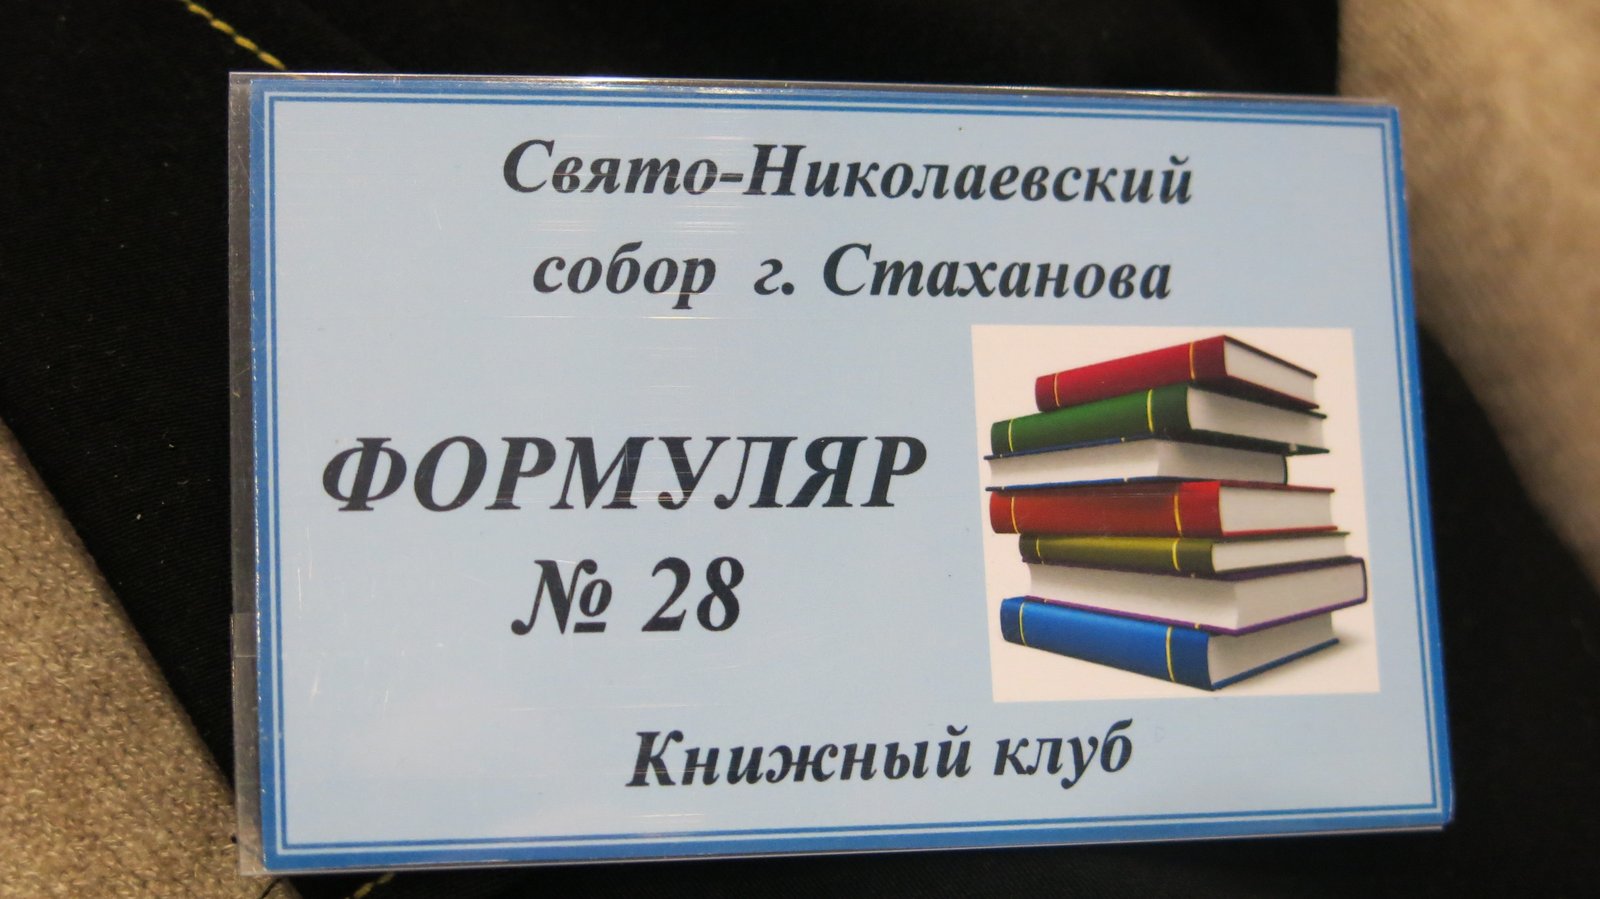 Свято-Николаевский
собор г. Стаханова
ФОРМУЛЯР
№ 28
Книжный клуб